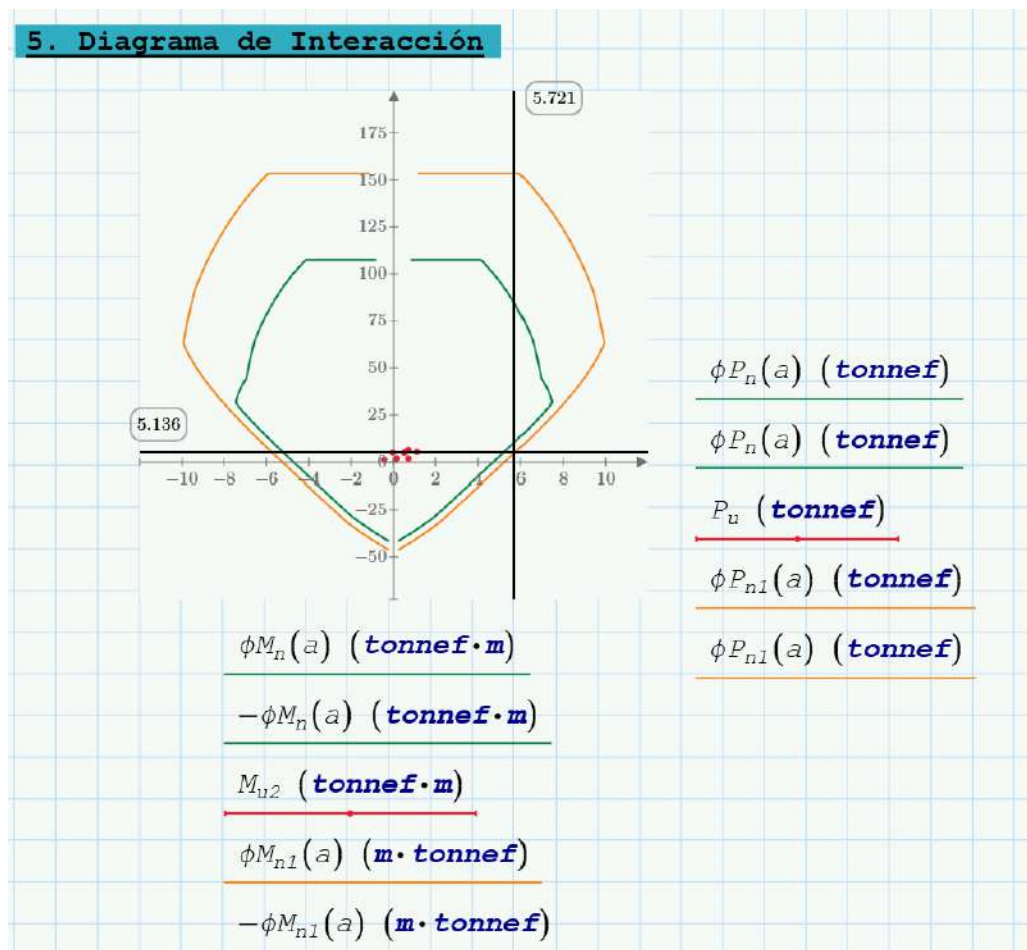 5. Diagrama de Interacción
5.721
175
150
125
100
75
50
25
5.136
0
-10 -8 -6 -4 -2 0 2 4 6 8 10
-25
-50
ϕPₙ(a) (tonnef)
ϕPₙ(a) (tonnef)
Pᵤ (tonnef)
ϕPₙ₁(a) (tonnef)
ϕPₙ₁(a) (tonnef)
ϕMₙ(a) (tonnef·m)
-ϕMₙ(a) (tonnef·m)
Mᵤ₂ (tonnef·m)
ϕMₙ₁(a) (m·tonnef)
-ϕMₙ₁(a) (m·tonnef)